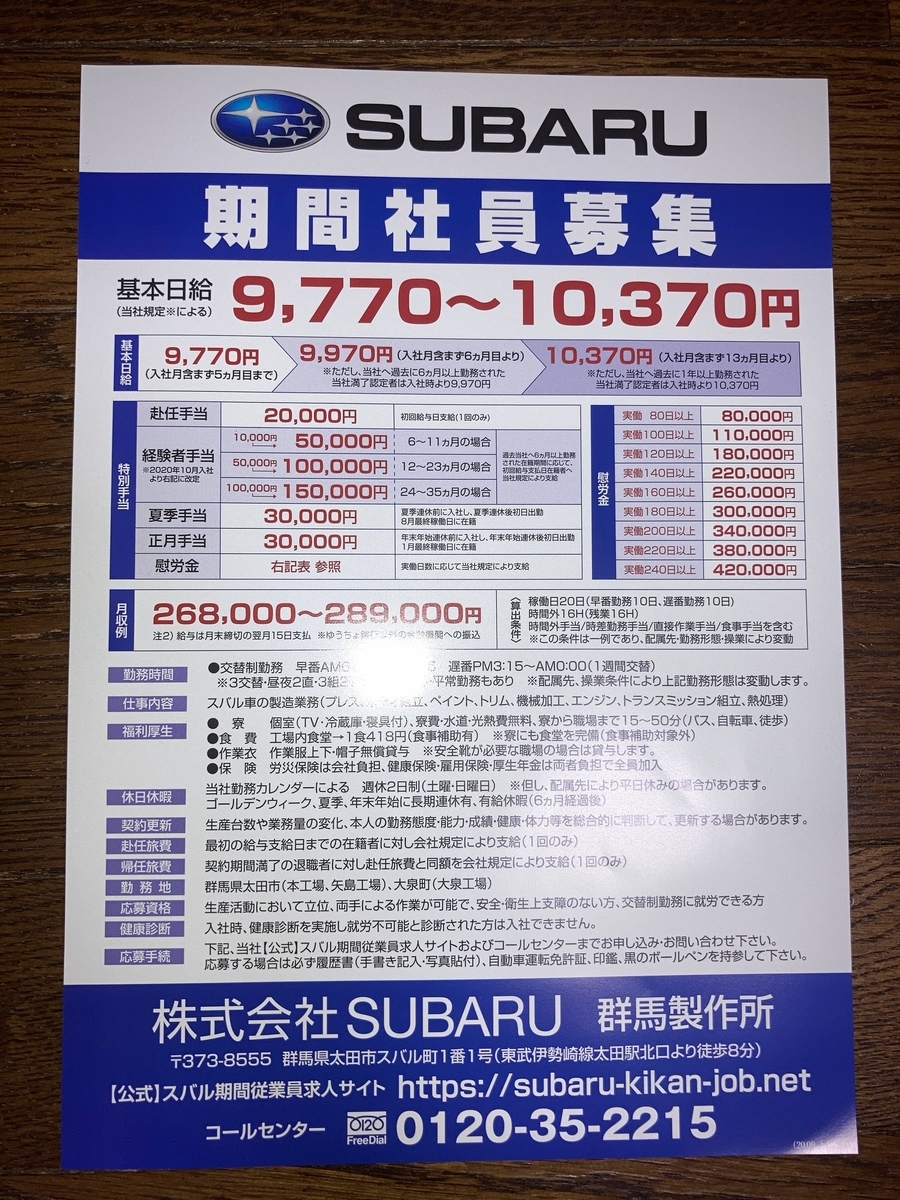 SUBARU
期間社員募集
基本日給
(当社規定※による)
9,770〜10,370円
基本日給
9,770円
(入社月含まず5ヵ月目まで)
9,970円(入社月含まず6ヵ月目より)
※ただし、当社へ過去に6ヵ月以上勤務された
当社満了認定者は入社時より9,970円
10,370円(入社月含まず13ヵ月目より)
※ただし、当社へ過去に1年以上勤務された
当社満了認定者は入社時より10,370円
特別手当
赴任手当 20,000円 初回給与日支給(1回のみ)
経験者手当
※2020年10月入社
より右記に改定
10,000円→50,000円 6~11ヵ月の場合
50,000円→100,000円 12~23ヵ月の場合
100,000円→150,000円 24~35ヵ月の場合
過去当社へ6ヵ月以上勤務
された在籍期間に応じて、
初回給与支給日在籍者へ
当社規定により支給
夏季手当 30,000円 夏季連休前に入社し、夏季連休後初日出勤
8月最終稼働日に在籍
正月手当 30,000円 年末年始連休前に入社し、年末年始連休後初日出勤
1月最終稼働日に在籍
慰労金 右記表 参照 実働日数に応じて当社規定により支給
慰労金
実働 80日以上 80,000円
実働100日以上 110,000円
実働120日以上 180,000円
実働140日以上 220,000円
実働160日以上 260,000円
実働180日以上 300,000円
実働200日以上 340,000円
実働220日以上 380,000円
実働240日以上 420,000円
月収例
268,000〜289,000円
注2) 給与は月末締切の翌月15日支払 ※ゆうちょ の金融機関への振込
〈算出条件〉
稼働日20日(早番勤務10日、遅番勤務10日)
時間外16H(残業16H)
時間外手当/時差勤務手当/直接作業手当/食事手当を含む
※この条件は一例であり、配属先・勤務形態・操業により変動
勤務時間 ●交替制勤務 早番AM6 遅番PM3:15~AM0:00(1週間交替)
※3交替・昼夜2直・3組2 ・平常勤務もあり ※配属先、操業条件により上記勤務形態は変動します。
仕事内容 スバル車の製造業務(プレス、 組立、ペイント、トリム、機械加工、エンジン、トランスミッション組立、熱処理)
福利厚生 ● 寮 個室(TV・冷蔵庫・寝具付)、寮費・水道・光熱費無料、寮から職場まで15~50分(バス、自転車、徒歩)
●食 費 工場内食堂→1食418円(食事補助有) ※寮にも食堂を完備(食事補助対象外)
●作業衣 作業服上下・帽子無償貸与 ※安全靴が必要な職場の場合は貸与します。
●保 険 労災保険は会社負担、健康保険・雇用保険・厚生年金は両者負担で全員加入
休日休暇 当社勤務カレンダーによる 週休2日制(土曜・日曜日) ※但し、配属先により平日休みの場合があります。
ゴールデンウィーク、夏季、年末年始に長期連休有、有給休暇(6ヵ月経過後)
契約更新 生産台数や業務量の変化、本人の勤務態度・能力・成績・健康・体力等を総合的に判断して、更新する場合があります。
赴任旅費 最初の給与支給日までの在籍者に対し会社規定により支給(1回のみ)
帰任旅費 契約期間満了の退職者に対し赴任旅費と同額を会社規定により支給(1回のみ)
勤務地 群馬県太田市(本工場、矢島工場)、大泉町(大泉工場)
応募資格 生産活動において立位、両手による作業が可能で、安全・衛生上支障のない方、交替制勤務に就労できる方
健康診断 入社時、健康診断を実施し就労不可能と診断された方は入社できません。
応募手続 下記、当社【公式】スバル期間従業員求人サイトおよびコールセンターまでお申し込み・お問い合わせ下さい。
応募する場合は必ず履歴書(手書き記入・写真貼付)、自動車運転免許証、印鑑、黒のボールペンを持参して下さい。
株式会社SUBARU 群馬製作所
〒373-8555 群馬県太田市スバル町1番1号(東武伊勢崎線太田駅北口より徒歩8分)
【公式】スバル期間従業員求人サイト https://subaru-kikan-job.net
コールセンター 0120 FreeDial 0120-35-2215